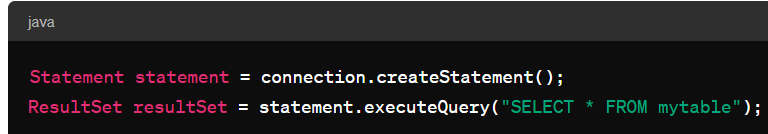 java
Statement statement = connection.createStatement();
ResultSet resultSet = statement.executeQuery("SELECT * FROM mytable");